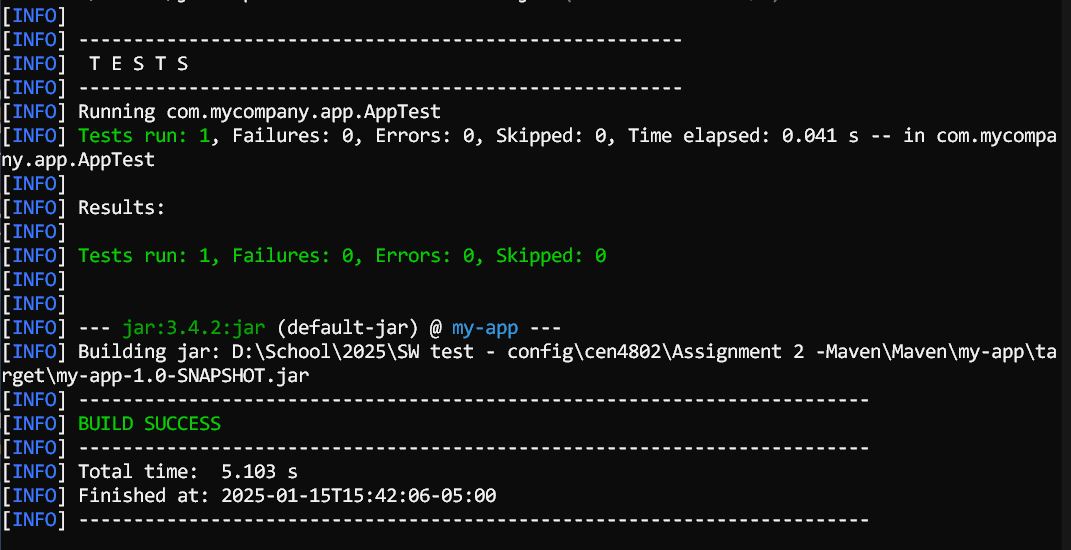 [INFO]
[INFO] -------------------------------------------------------
[INFO]  T E S T S
[INFO] -------------------------------------------------------
[INFO] Running com.mycompany.app.AppTest
[INFO] Tests run: 1, Failures: 0, Errors: 0, Skipped: 0, Time elapsed: 0.041 s -- in com.mycompa
ny.app.AppTest
[INFO]
[INFO] Results:
[INFO]
[INFO] Tests run: 1, Failures: 0, Errors: 0, Skipped: 0
[INFO]
[INFO]
[INFO] --- jar:3.4.2:jar (default-jar) @ my-app ---
[INFO] Building jar: D:\School\2025\SW test - config\cen4802\Assignment 2 -Maven\Maven\my-app\ta
rget\my-app-1.0-SNAPSHOT.jar
[INFO] ------------------------------------------------------------------------
[INFO] BUILD SUCCESS
[INFO] ------------------------------------------------------------------------
[INFO] Total time:  5.103 s
[INFO] Finished at: 2025-01-15T15:42:06-05:00
[INFO] ------------------------------------------------------------------------